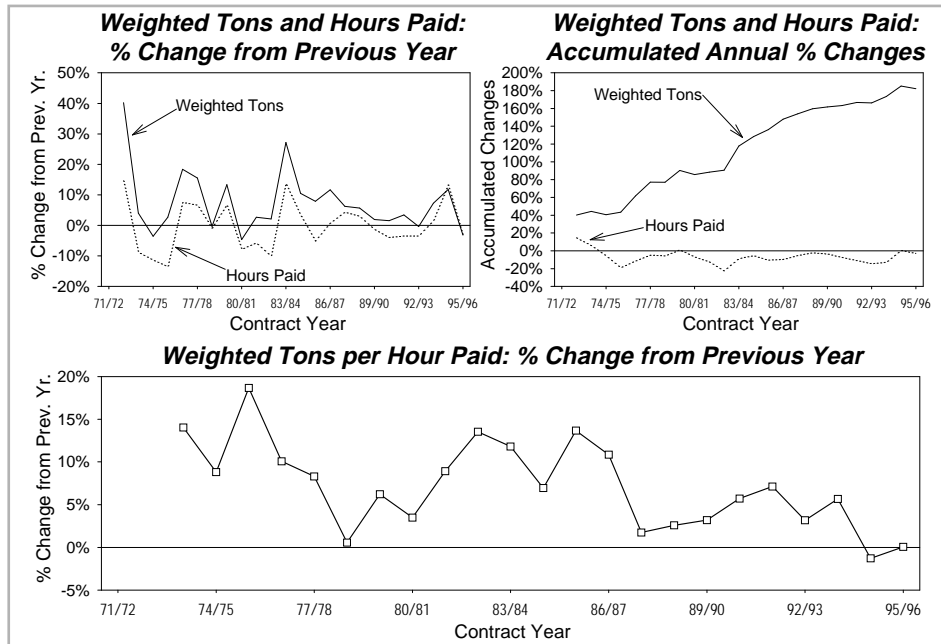 Weighted Tons and Hours Paid:
% Change from Previous Year
50%
40%
30%
20%
10%
0%
-10%
-20%
% Change from Prev. Yr.
Weighted Tons
Hours Paid
71/72 74/75 77/78 80/81 83/84 86/87 89/90 92/93 95/96
Contract Year
Weighted Tons and Hours Paid:
Accumulated Annual % Changes
200%
180%
160%
140%
120%
100%
80%
60%
40%
20%
0%
-20%
-40%
Accumulated Changes
Weighted Tons
Hours Paid
71/72 74/75 77/78 80/81 83/84 86/87 89/90 92/93 95/96
Contract Year
Weighted Tons per Hour Paid: % Change from Previous Year
20%
15%
10%
5%
0%
-5%
% Change from Prev. Yr.
71/72 74/75 77/78 80/81 83/84 86/87 89/90 92/93 95/96
Contract Year